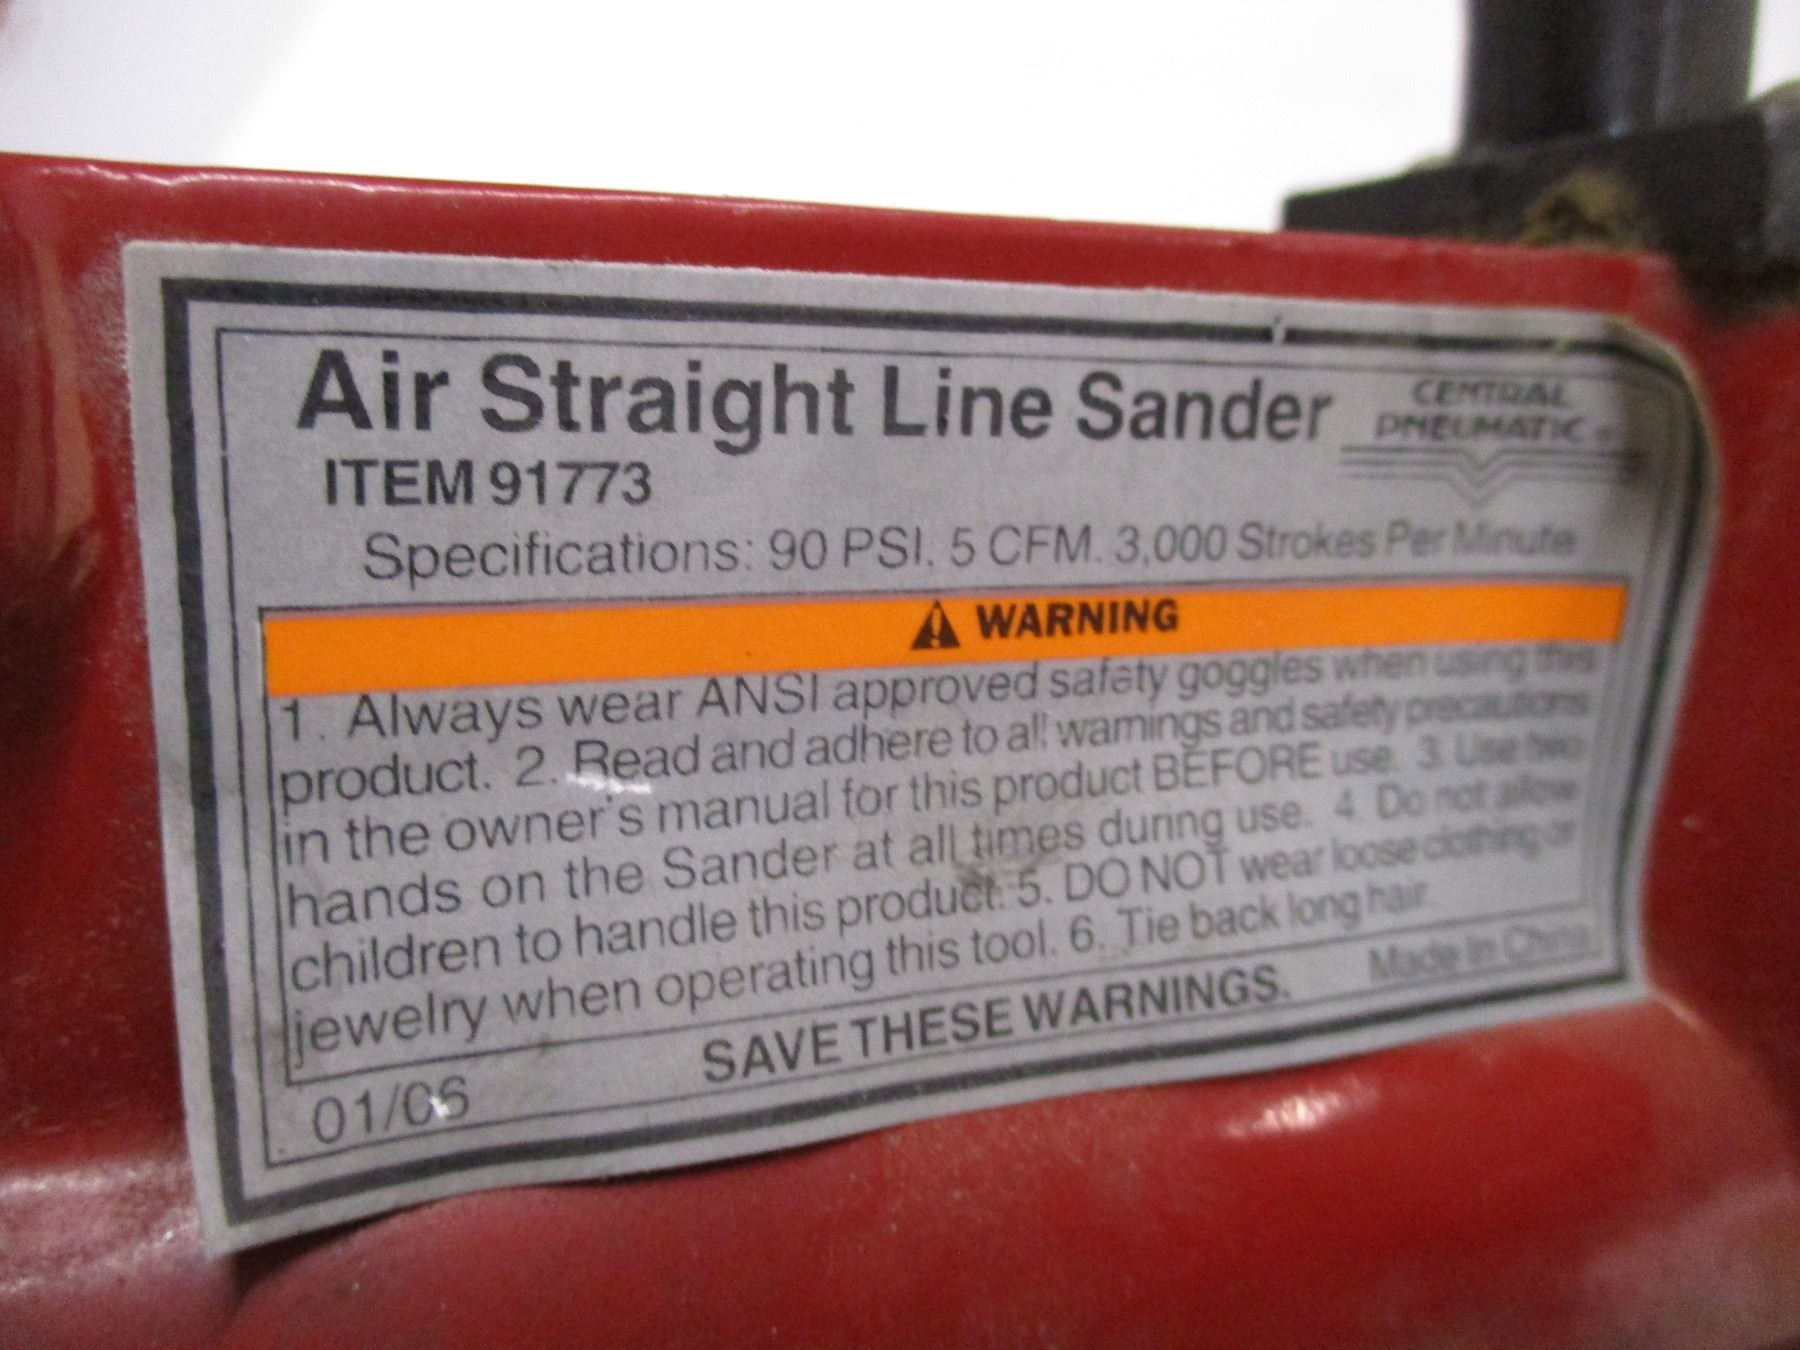 Air Straight Line Sander
CENTRAL
PNEUMATIC ®
ITEM 91773
Specifications: 90 PSI. 5 CFM. 3,000 Strokes Per Minute
WARNING
1. Always wear ANSI approved safety goggles when using this
product. 2. Read and adhere to all warnings and safety precautions
in the owner's manual for this product BEFORE use. 3. Use two
hands on the Sander at all times during use. 4. Do not allow
children to handle this product. 5. DO NOT wear loose clothing or
jewelry when operating this tool. 6. Tie back long hair.
01/06
SAVE THESE WARNINGS.
Made in China